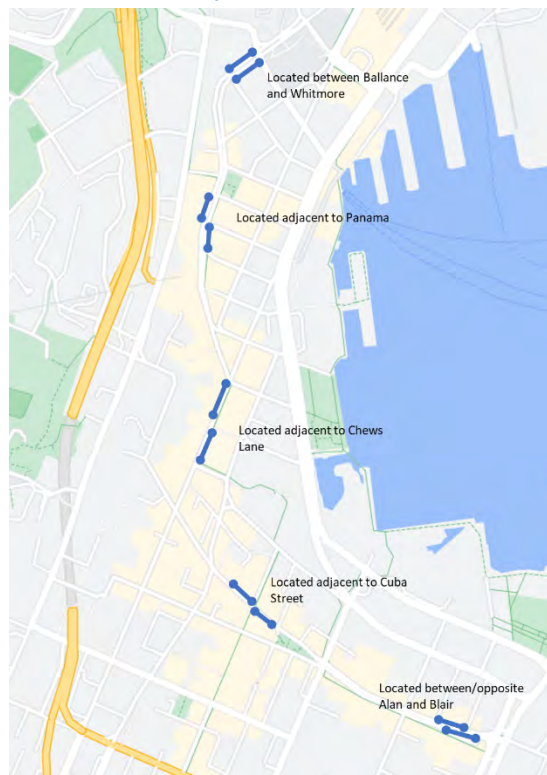 Located between Ballance
and Whitmore
Located adjacent to Panama
Located adjacent to Chews
Lane
Located adjacent to Cuba
Street
Located between/opposite
Alan and Blair